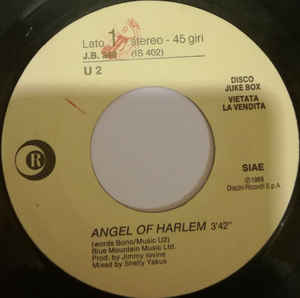 Lato 1 stereo - 45 giri
J.B. (IS 402)
U 2
DISCO
JUKE BOX
VIETATA
LA VENDITA
R
SIAE
Dischi Ricordi S.p.A
ANGEL OF HARLEM 3'42"
(words Bono/Music U2)
Blue Mountain Music Ltd.
Prod. by Jimmy Iovine
Mixed by Shelly Yakus